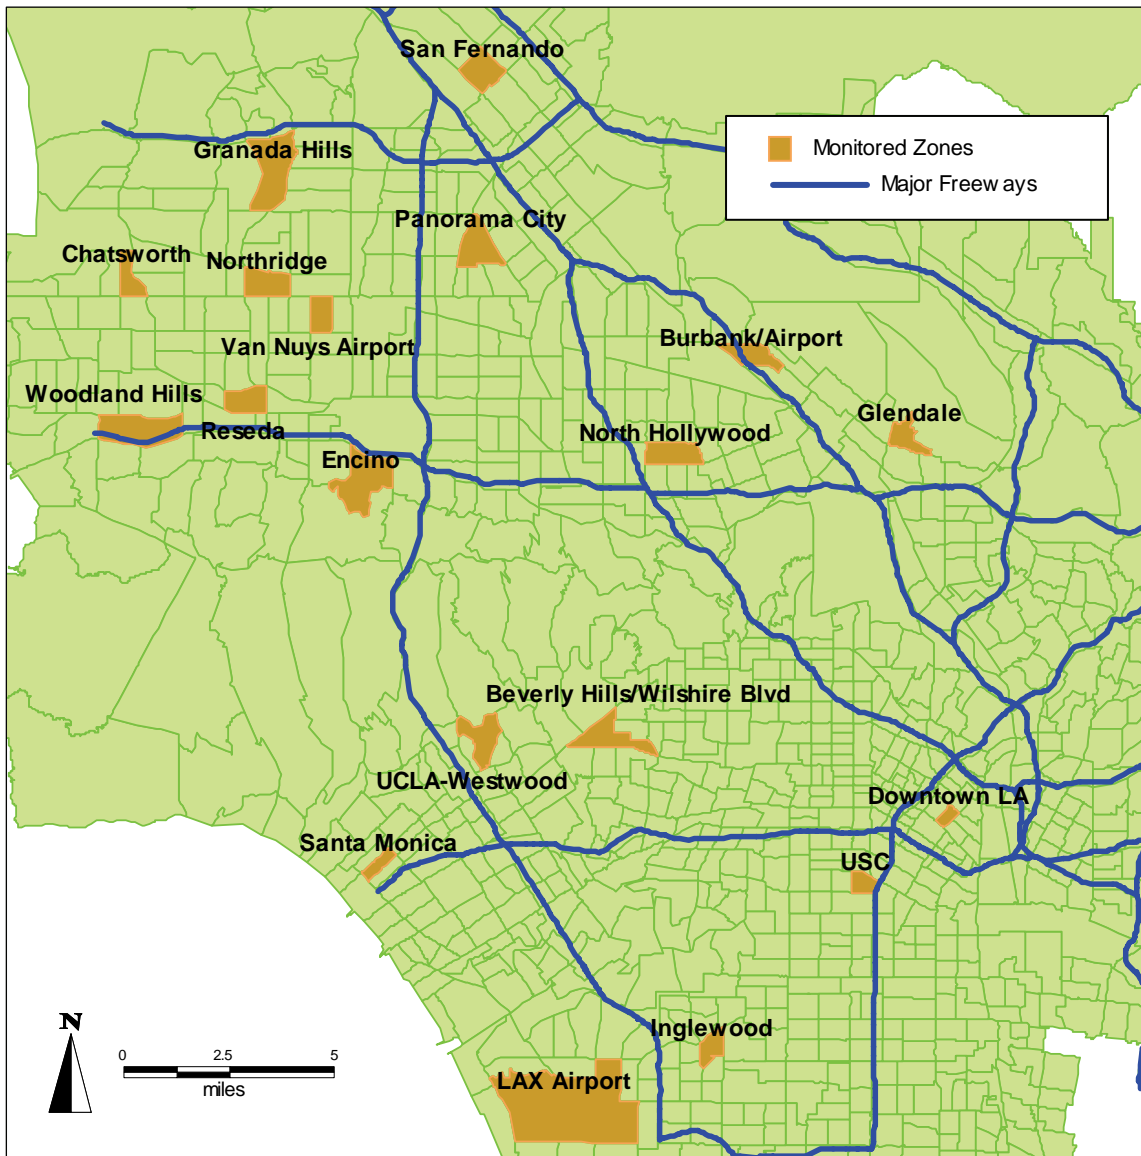 San Fernando
Monitored Zones
Granada Hills
Major Freeways
Panorama City
Chatsworth
Northridge
Burbank/Airport
Van Nuys Airport
Woodland Hills
Glendale
Reseda
North Hollywood
Encino
Beverly Hills/Wilshire Blvd
UCLA-Westwood
Downtown LA
Santa Monica
USC
N
Inglewood
0 2.5 5
miles
LAX Airport